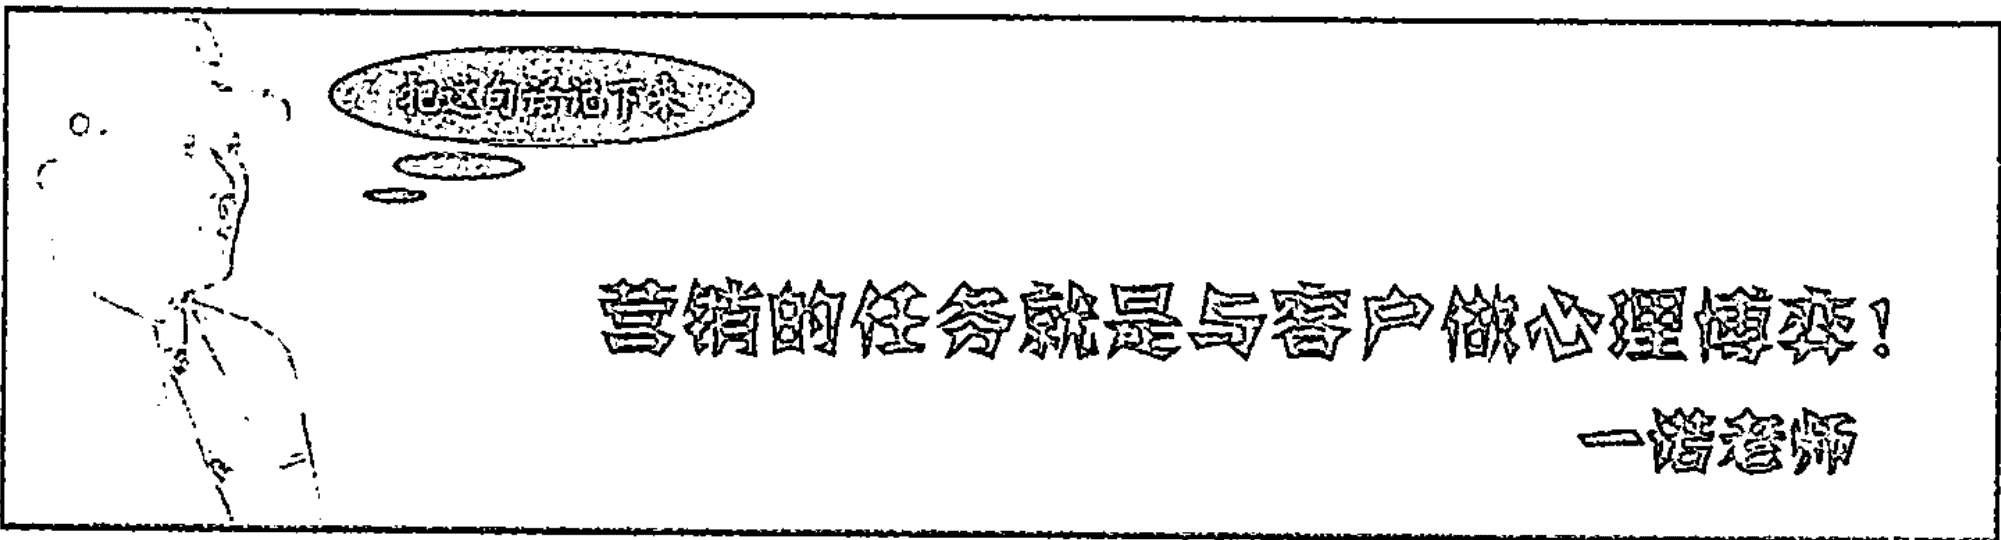 把这句话记下来
营销的任务就是与客户做心理博弈！
一谐老师